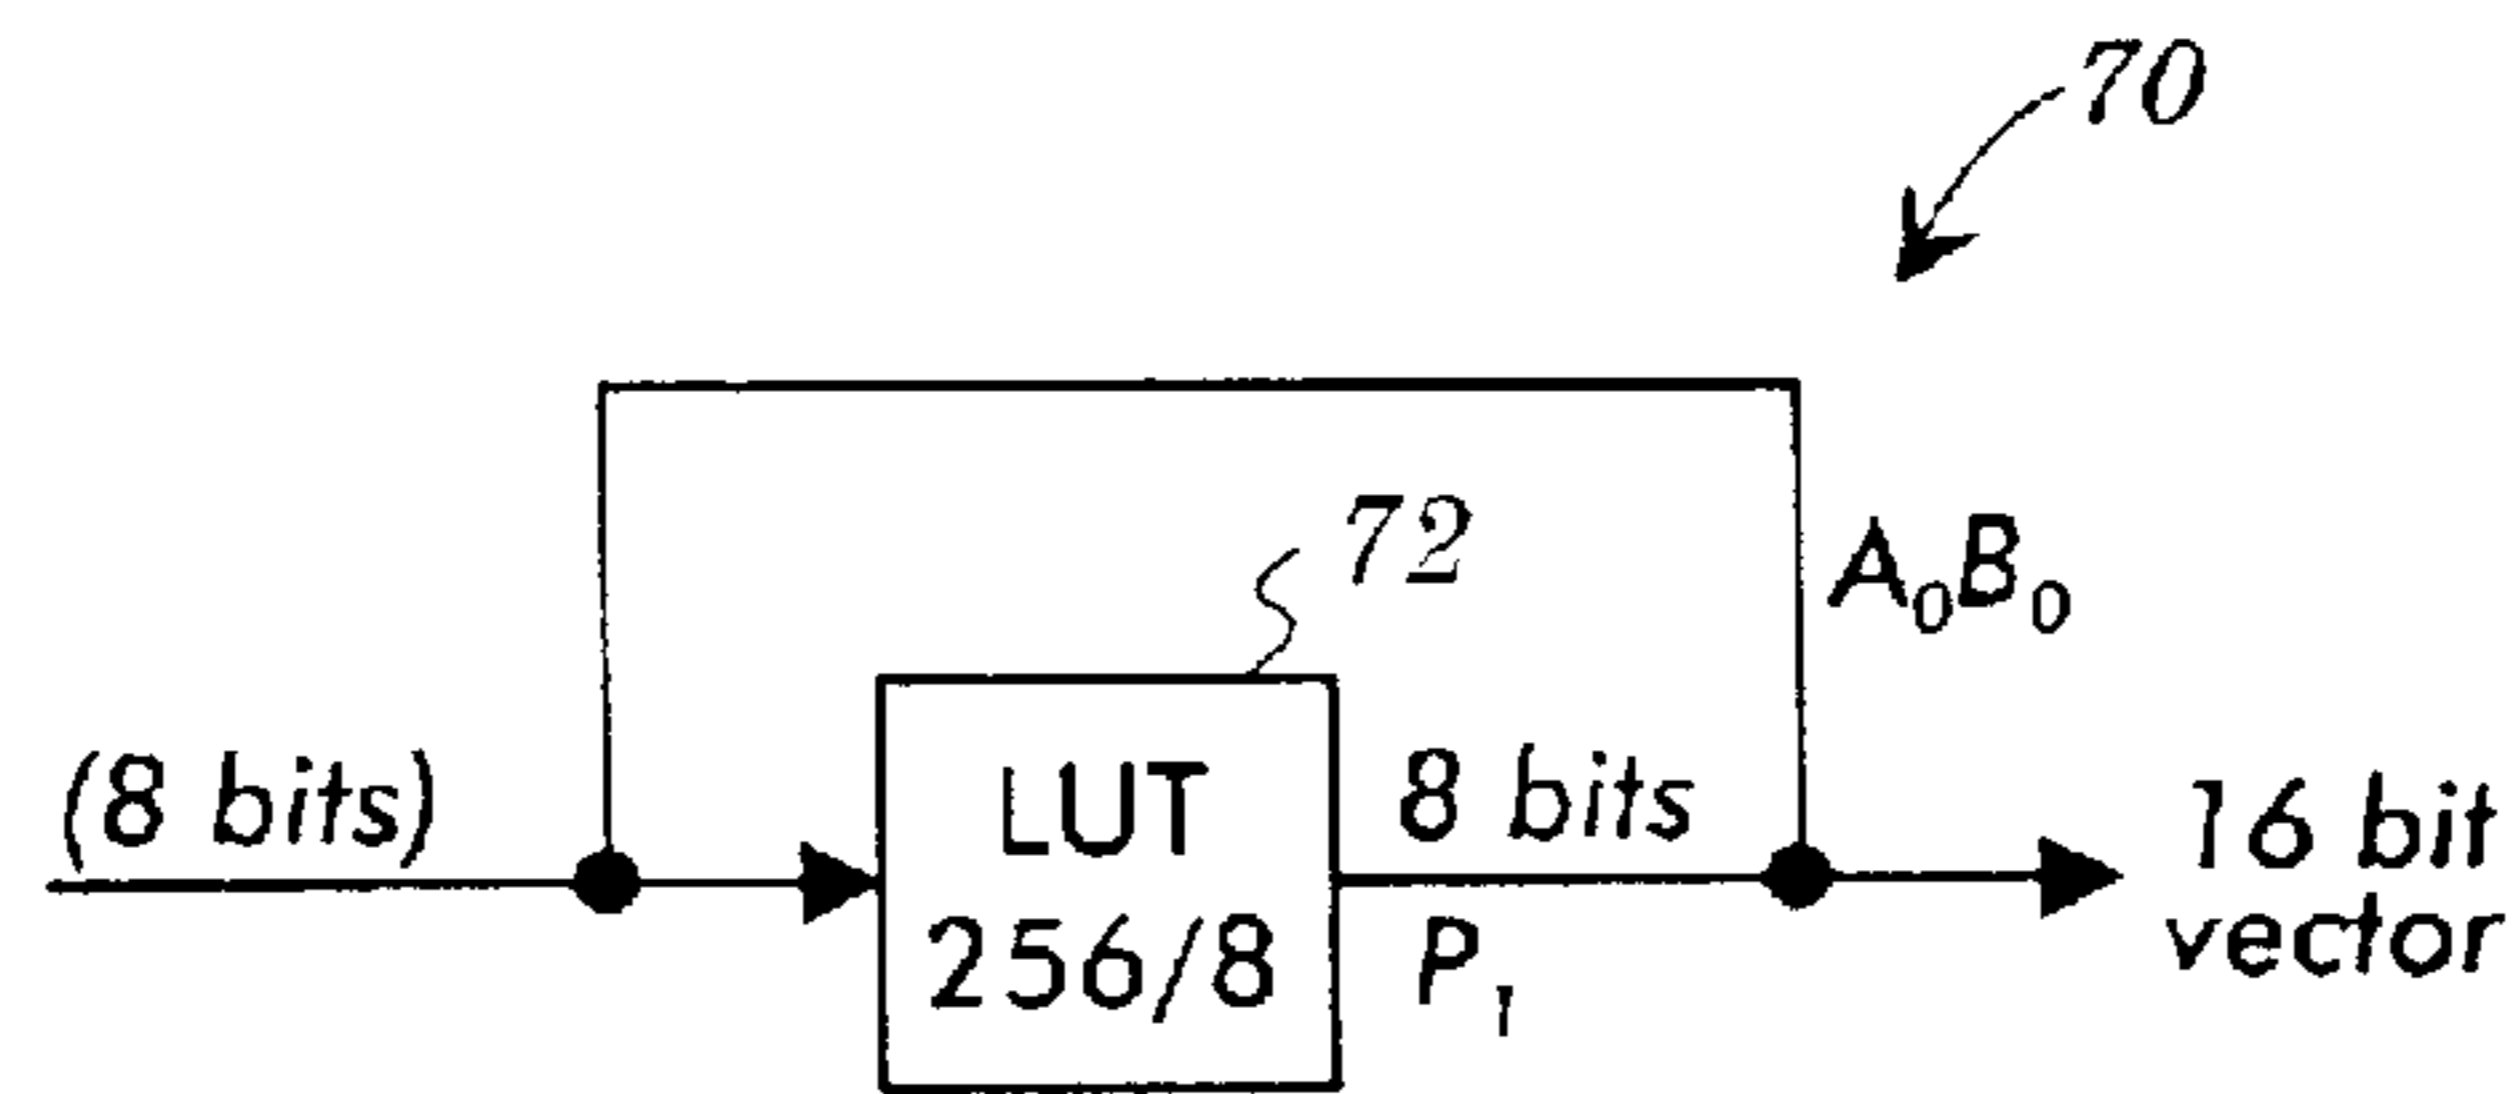 70
72
A₀B₀
(8 bits)
LUT
256/8
8 bits
P₁
16 bit
vector